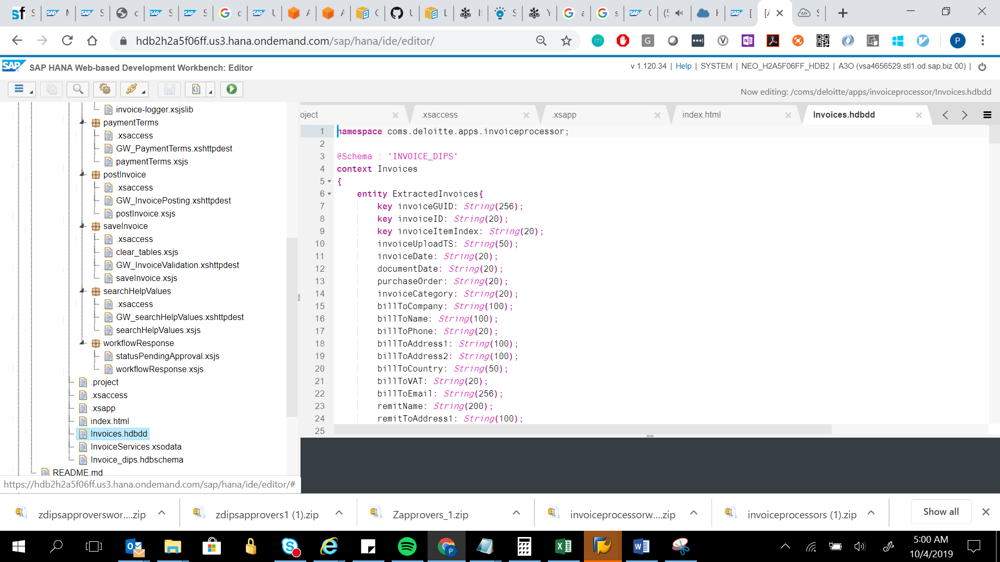 hdb2h2a5f06ff.us3.hana.ondemand.com/sap/hana/ide/editor/
SAP HANA Web-based Development Workbench: Editor
v 1.120.34 | Help | SYSTEM | NEO_H2A5F06FF_HDB2 | A3O (vsa4656529.stl1.od.sap.biz 00) |
Now editing: /coms/deloitte/apps/invoiceprocessor/Invoices.hdbdd
invoice-logger.xsjslib
paymentTerms
.xsaccess
GW_PaymentTerms.xshttpdest
paymentTerms.xsjs
postInvoice
.xsaccess
GW_InvoicePosting.xshttpdest
postInvoice.xsjs
saveInvoice
.xsaccess
clear_tables.xsjs
GW_InvoiceValidation.xshttpdest
saveInvoice.xsjs
searchHelpValues
.xsaccess
GW_searchHelpValues.xshttpdest
searchHelpValues.xsjs
workflowResponse
statusPendingApproval.xsjs
workflowResponse.xsjs
.project
.xsaccess
.xsapp
index.html
Invoices.hdbdd
InvoiceServices.xsodata
Invoice_dips.hdbschema
README.md
https://hdb2h2a5f06ff.us3.hana.ondemand.com/sap/hana/ide/editor/#
oject
.xsaccess
.xsapp
index.html
Invoices.hdbdd
1 namespace coms.deloitte.apps.invoiceprocessor;
2
3 @Schema : 'INVOICE_DIPS'
4 context Invoices
5 {
6 entity ExtractedInvoices{
7 key invoiceGUID: String(256);
8 key invoiceID: String(20);
9 key invoiceItemIndex: String(20);
10 invoiceUploadTS: String(50);
11 invoiceDate: String(20);
12 documentDate: String(20);
13 purchaseOrder: String(20);
14 invoiceCategory: String(20);
15 billToCompany: String(100);
16 billToName: String(100);
17 billToPhone: String(20);
18 billToAddress1: String(100);
19 billToAddress2: String(100);
20 billToCountry: String(50);
21 billToVAT: String(20);
22 billToEmail: String(256);
23 remitName: String(200);
24 remitToAddress1: String(100);
25
zdipsapproverswor....zip
zdipsapprovers1 (1).zip
Zapprovers_1.zip
invoiceprocessorw....zip
invoiceprocessors (1).zip
Show all
5:00 AM
10/4/2019